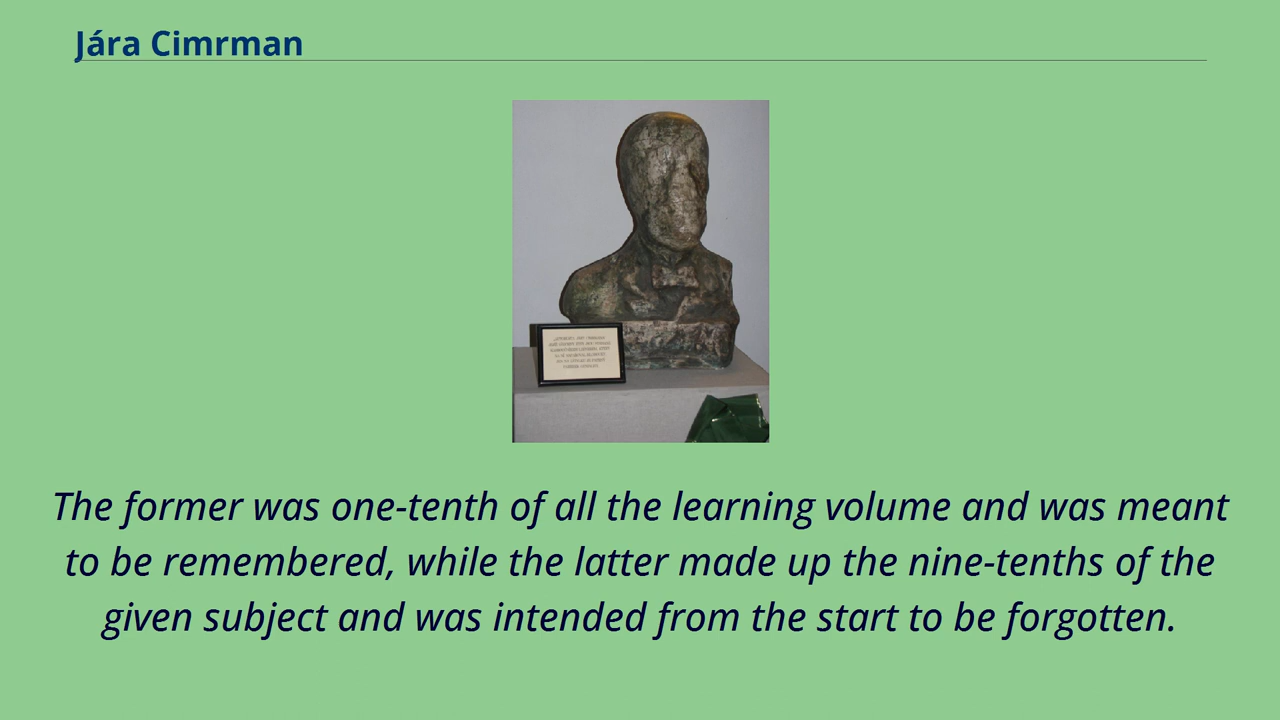 Jára Cimrman
The former was one-tenth of all the learning volume and was meant
to be remembered, while the latter made up the nine-tenths of the
given subject and was intended from the start to be forgotten.